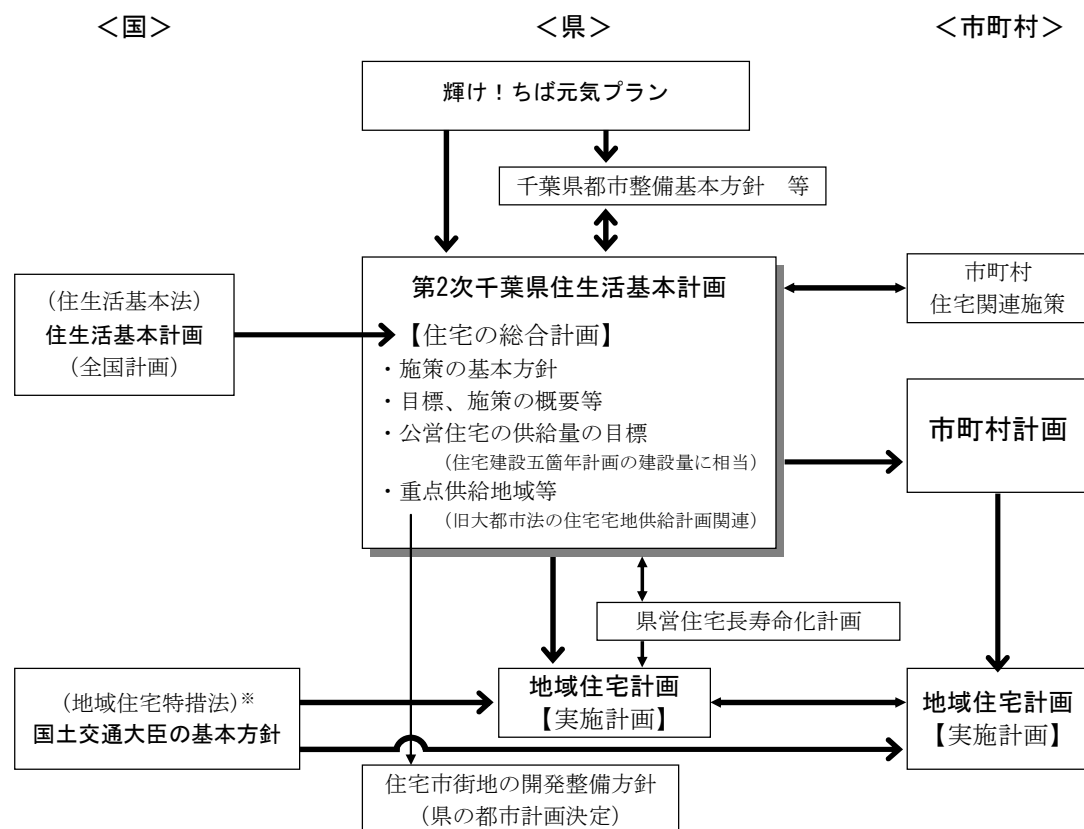 ＜国＞
＜県＞
＜市町村＞
輝け！ちば元気プラン
千葉県都市整備基本方針　等
第2次千葉県住生活基本計画
【住宅の総合計画】
・施策の基本方針
・目標、施策の概要等
・公営住宅の供給量の目標
（住宅建設五箇年計画の建設量に相当）
・重点供給地域等
（旧大都市法の住宅宅地供給計画関連）
（住生活基本法）
住生活基本計画
（全国計画）
市町村
住宅関連施策
市町村計画
県営住宅長寿命化計画
（地域住宅特措法）※
国土交通大臣の基本方針
地域住宅計画
【実施計画】
地域住宅計画
【実施計画】
住宅市街地の開発整備方針
（県の都市計画決定）